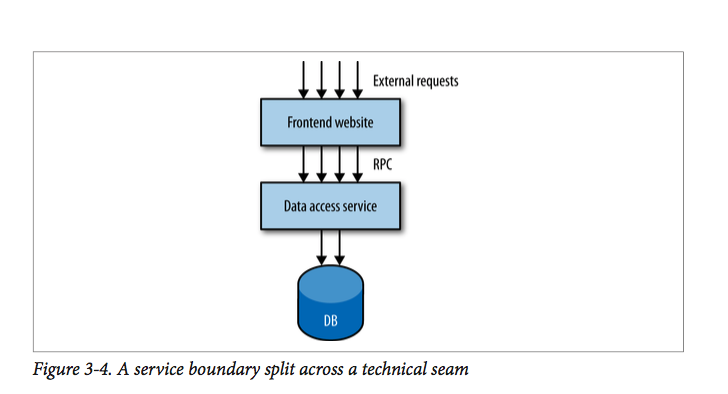 External requests
Frontend website
RPC
Data access service
DB
Figure 3-4. A service boundary split across a technical seam